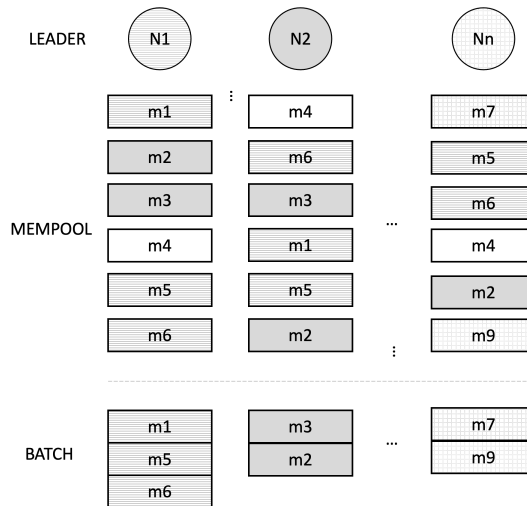 LEADER N1 N2 Nn
⋮
m1 m4 m7
m2 m6 m5
m3 m3 m6
MEMPOOL ...
m4 m1 m4
m5 m5 m2
m6 m2 m9
⋮
m1 m3 m7
...
BATCH m5 m2 m9
m6